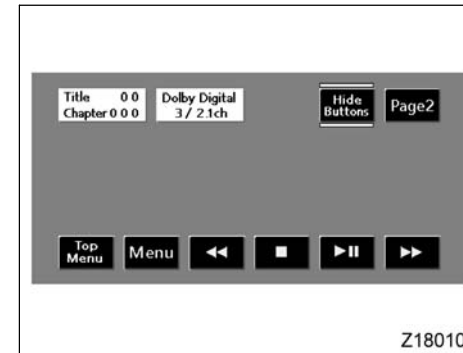 Title 0 0
Chapter 0 0 0
Dolby Digital
3 / 2.1ch
Hide
Buttons
Page2
Top
Menu
Menu
Z18010